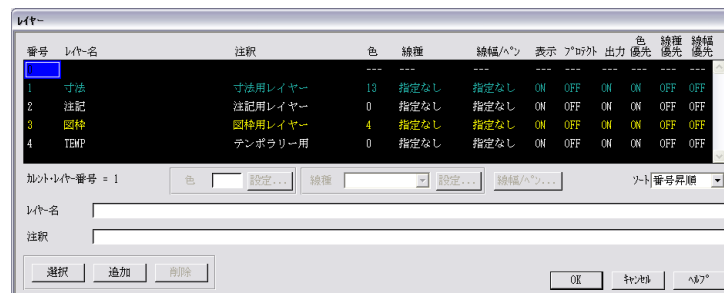 ﾚｲﾔｰ
番号 ﾚｲﾔｰ名 注釈 色 線種 線幅/ﾍﾟﾝ 表示 ﾌﾟﾛﾃｸﾄ 出力 色優先 線種優先 線幅優先
--- --- --- --- --- --- --- --- ---
1 寸法 寸法用レイヤー 13 指定なし 指定なし ON OFF ON ON OFF OFF
2 注記 注記用レイヤー 0 指定なし 指定なし ON OFF ON ON OFF OFF
3 図枠 図枠用レイヤー 4 指定なし 指定なし ON OFF ON ON OFF OFF
4 TEMP テンポラリー用 0 指定なし 指定なし ON OFF ON ON OFF OFF
ｶﾚﾝﾄ･ﾚｲﾔｰ番号 = 1 色 設定... 線種 設定... 線幅/ﾍﾟﾝ... ｿｰﾄ 番号昇順
ﾚｲﾔｰ名
注釈
選択 追加 削除 OK ｷｬﾝｾﾙ ﾍﾙﾌﾟ